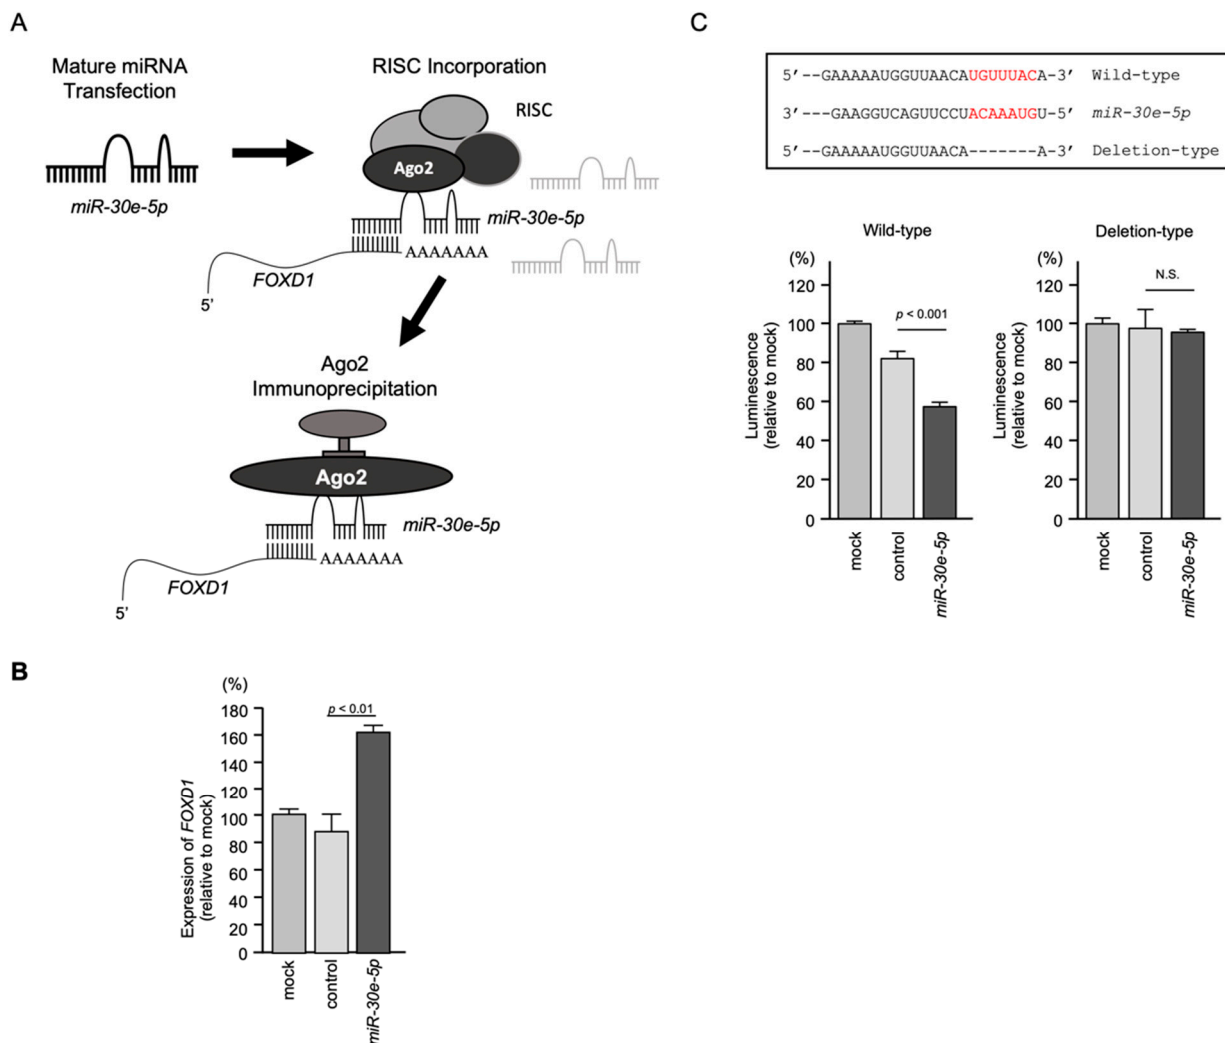 A
Mature miRNA
Transfection
miR-30e-5p
RISC Incorporation
RISC
Ago2
miR-30e-5p
AAAAAAA
FOXD1
5’
Ago2
Immunoprecipitation
Ago2
miR-30e-5p
AAAAAAA
FOXD1
5’
B
(%)
Expression of FOXD1
(relative to mock)
180
160
140
120
100
80
60
40
20
0
p < 0.01
mock
control
miR-30e-5p
C
5’--GAAAAAUGGUUAACAUGUUUACA-3’ Wild-type
3’---GAAGGUCAGUUCCUACAAAUGU-5’ miR-30e-5p
5’--GAAAAAUGGUUAACA-------A-3’ Deletion-type
Wild-type
(%)
Luminescence
(relative to mock)
120
100
80
60
40
20
0
p < 0.001
mock
control
miR-30e-5p
Deletion-type
(%)
Luminescence
(relative to mock)
120
100
80
60
40
20
0
N.S.
mock
control
miR-30e-5p